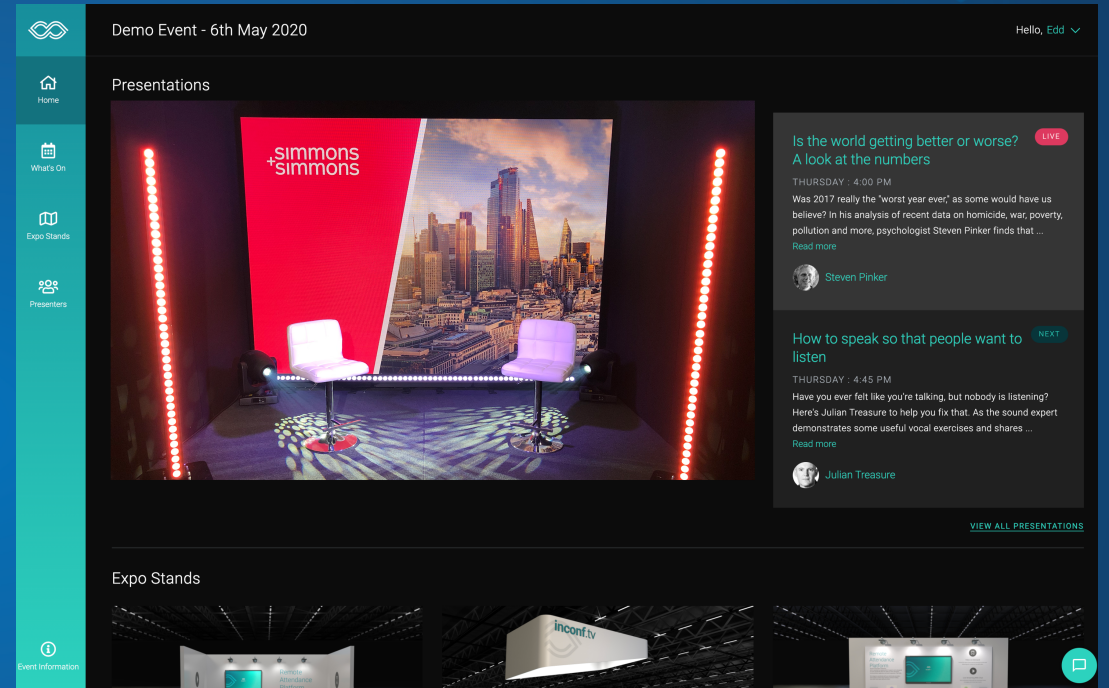 Demo Event - 6th May 2020
Hello, Edd
Home
What's On
Expo Stands
Presenters
Event Information
Presentations
+simmons
+simmons
Is the world getting better or worse?
A look at the numbers
LIVE
THURSDAY : 4:00 PM
Was 2017 really the "worst year ever," as some would have us
believe? In his analysis of recent data on homicide, war, poverty,
pollution and more, psychologist Steven Pinker finds that ...
Read more
Steven Pinker
How to speak so that people want to
listen
NEXT
THURSDAY : 4:45 PM
Have you ever felt like you're talking, but nobody is listening?
Here's Julian Treasure to help you fix that. As the sound expert
demonstrates some useful vocal exercises and shares ...
Read more
Julian Treasure
VIEW ALL PRESENTATIONS
Expo Stands
Remote
Attendance
Platform
inconf.tv
Remote
Attendance
Platform